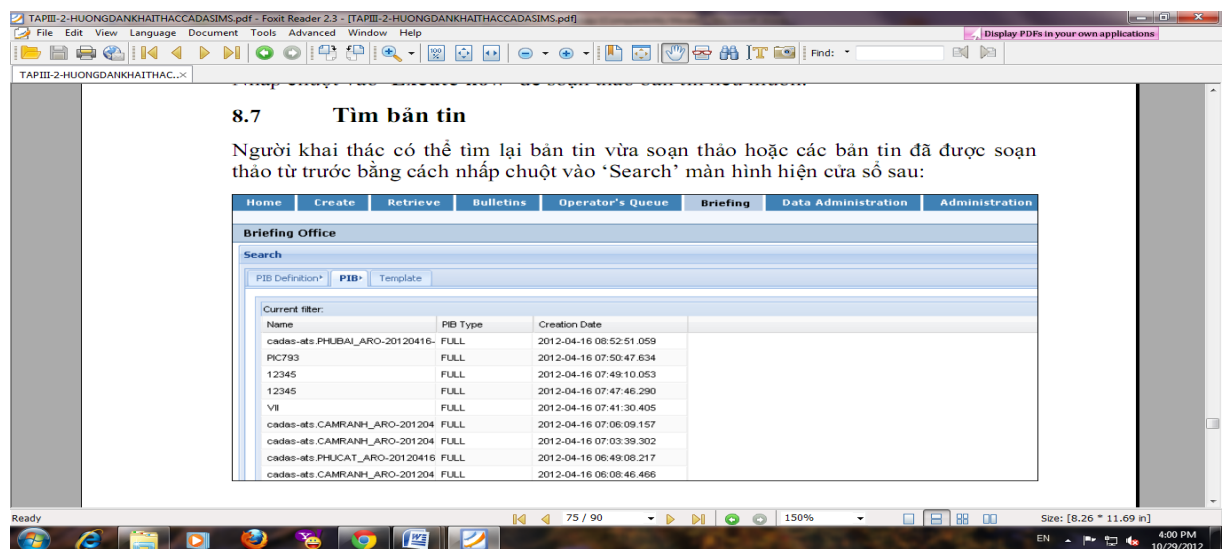 TAPIII-2-HUONGDANKHAITHACCADASIMS.pdf - Foxit Reader 2.3 - [TAPIII-2-HUONGDANKHAITHACCADASIMS.pdf]
File Edit View Language Document Tools Advanced Window Help
Display PDFs in your own applications
Find:
TAPIII-2-HUONGDANKHAITHAC..
8.7 Tìm bản tin
Người khai thác có thể tìm lại bản tin vừa soạn thảo hoặc các bản tin đã được soạn
thảo từ trước bằng cách nhấp chuột vào ‘Search’ màn hình hiện cửa sổ sau:
Home Create Retrieve Bulletins Operator's Queue Briefing Data Administration Administration
Briefing Office
Search
PIB Definition PIB Template
Current filter:
Name PIB Type Creation Date
cadas-ats.PHUBAI_ARO-20120416- FULL 2012-04-16 08:52:51.059
PIC793 FULL 2012-04-16 07:50:47.634
12345 FULL 2012-04-16 07:49:10.053
12345 FULL 2012-04-16 07:47:46.290
VII FULL 2012-04-16 07:41:30.405
cadas-ats.CAMRANH_ARO-201204 FULL 2012-04-16 07:06:09.157
cadas-ats.CAMRANH_ARO-201204 FULL 2012-04-16 07:03:39.302
cadas-ats.PHUCAT_ARO-20120416 FULL 2012-04-16 06:49:08.217
cadas-ats.CAMRANH_ARO-201204 FULL 2012-04-16 06:08:46.466
Ready 75 / 90 150% Size: [8.26 * 11.69 in]
EN 4:00 PM
10/29/2012